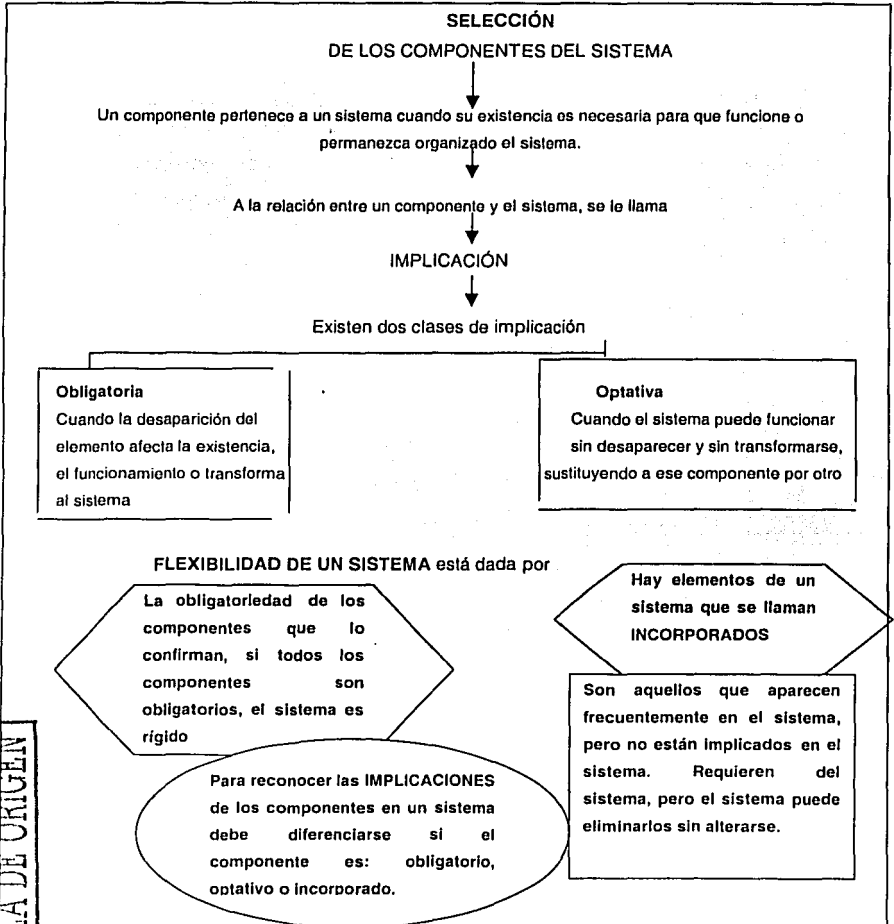 SELECCIÓN
DE LOS COMPONENTES DEL SISTEMA
Un componente pertenece a un sistema cuando su existencia es necesaria para que funcione o
permanezca organizado el sistema.
A la relación entre un componente y el sistema, se le llama
IMPLICACIÓN
Existen dos clases de implicación
Obligatoria
Cuando la desaparición del
elemento afecta la existencia,
el funcionamiento o transforma
al sistema
Optativa
Cuando el sistema puede funcionar
sin desaparecer y sin transformarse,
sustituyendo a ese componente por otro
FLEXIBILIDAD DE UN SISTEMA está dada por
La obligatoriedad de los
componentes que lo
confirman, si todos los
componentes son
obligatorios, el sistema es
rígido
Hay elementos de un
sistema que se llaman
INCORPORADOS
Son aquellos que aparecen
frecuentemente en el sistema,
pero no están implicados en el
sistema. Requieren del
sistema, pero el sistema puede
eliminarlos sin alterarse.
Para reconocer las IMPLICACIONES
de los componentes en un sistema
debe diferenciarse si el
componente es: obligatorio,
optativo o incorporado.
LA DE ORIGEN